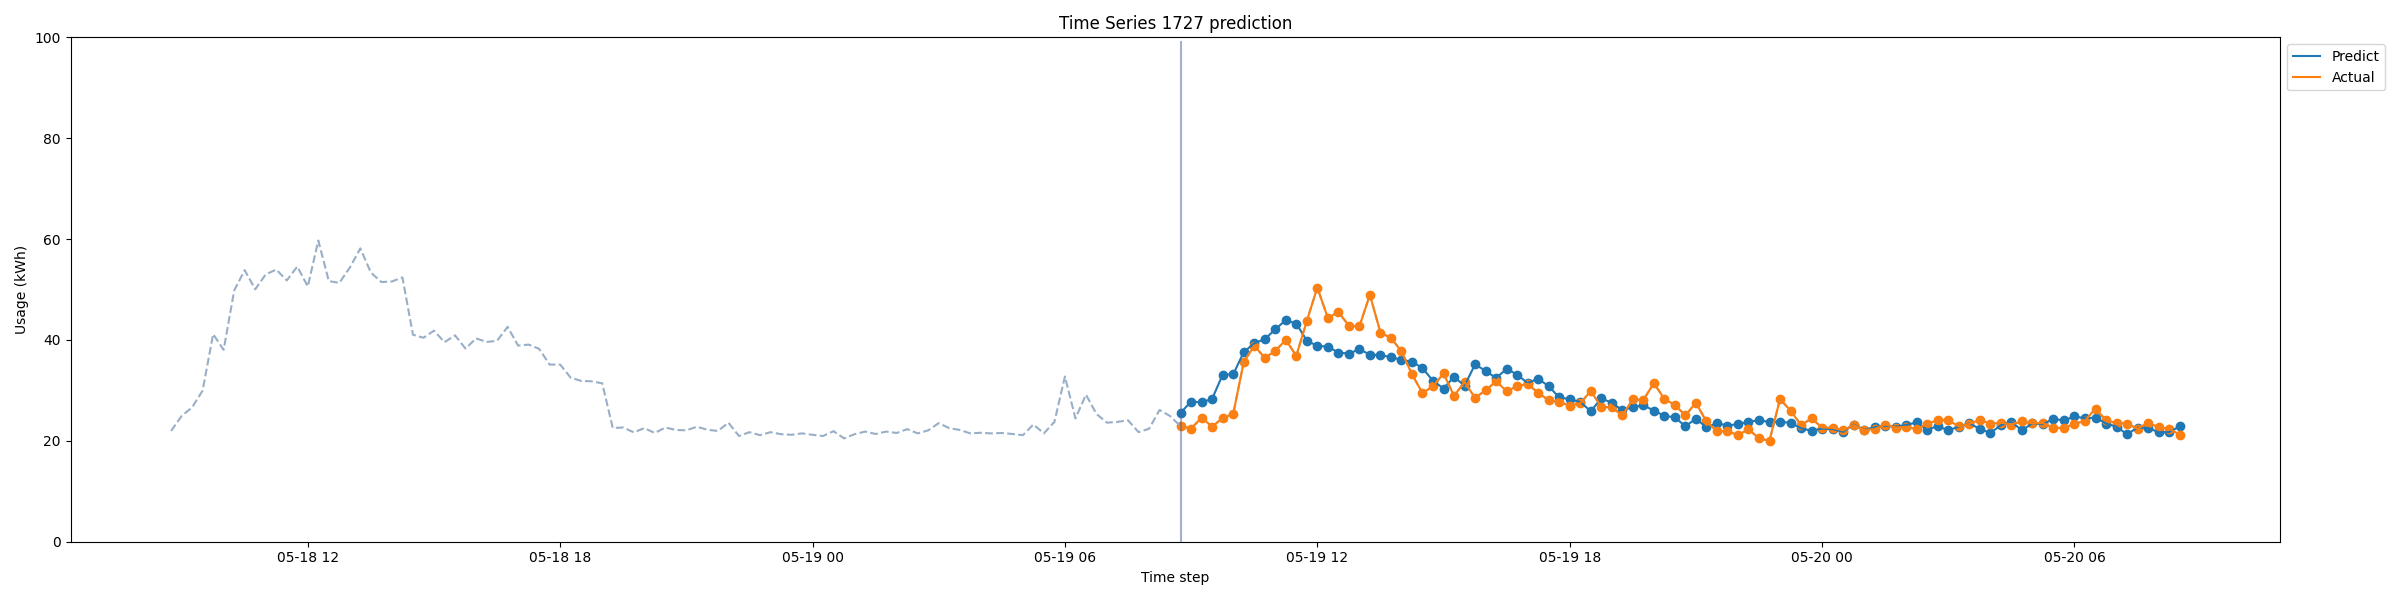 Time Series 1727 prediction
Predict
Actual
Usage (kWh)
100
80
60
40
20
0
05-18 12
05-18 18
05-19 00
05-19 06
05-19 12
05-19 18
05-20 00
05-20 06
Time step